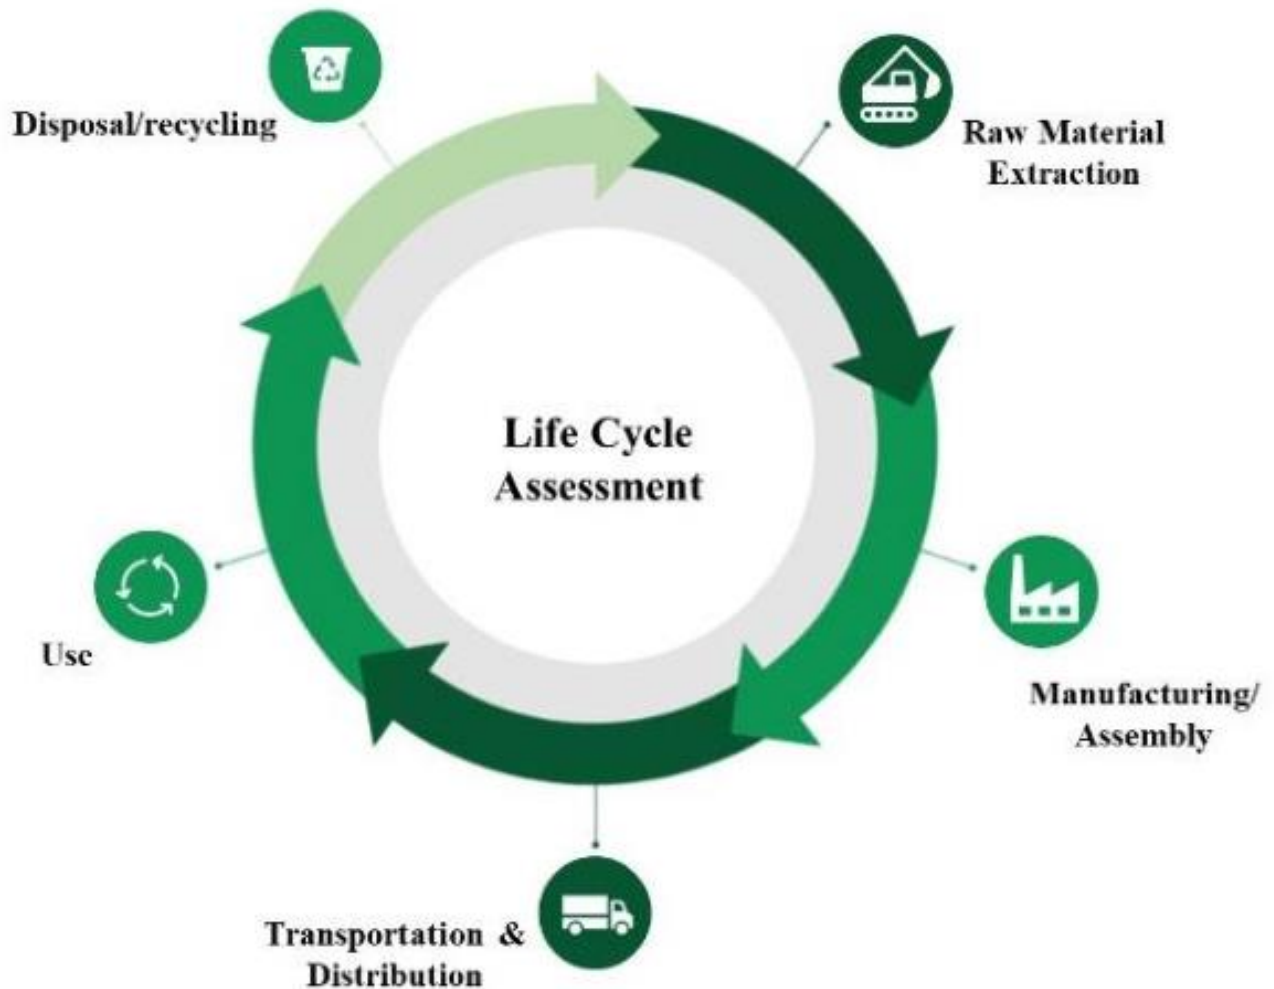 Disposal/recycling
Raw Material
Extraction
Life Cycle
Assessment
Use
Manufacturing/
Assembly
Transportation &
Distribution